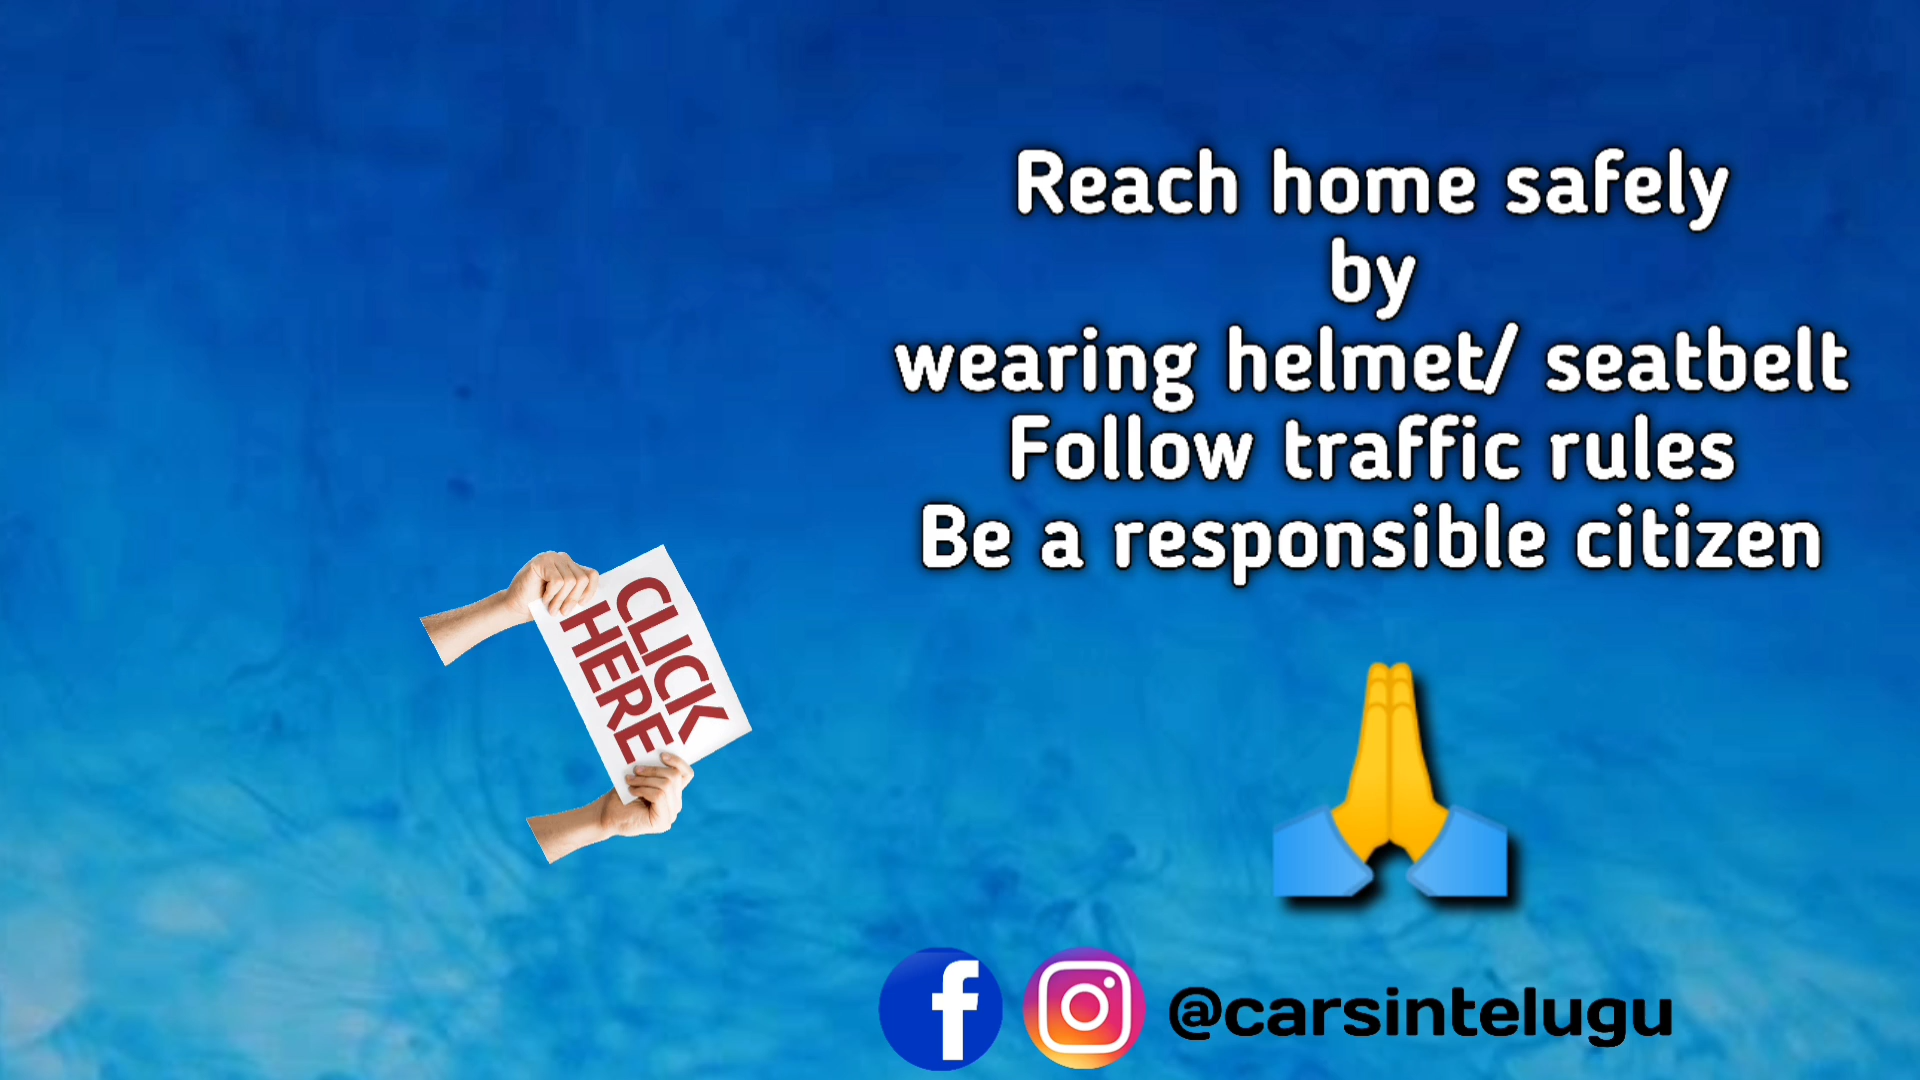 Reach home safely
by
wearing helmet/ seatbelt
Follow traffic rules
Be a responsible citizen
CLICK
HERE
@carsintelugu